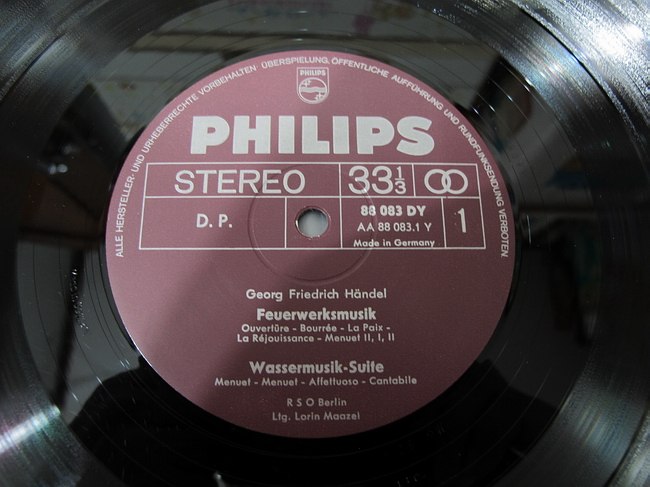 ALLE HERSTELLER- UND URHEBERRECHTE VORBEHALTEN · ÜBERSPIELUNG, ÖFFENTLICHE AUFFÜHRUNG UND RUNDFUNKSENDUNG VERBOTEN
PHILIPS
PHILIPS
STEREO 33 1/3
D. P. 88 083 DY 1
AA 88 083.1 Y
Made in Germany
Georg Friedrich Händel
Feuerwerksmusik
Ouvertüre - Bourrée - La Paix -
La Réjouissance - Menuet II, I, II
Wassermusik-Suite
Menuet - Menuet - Affettuoso - Cantabile
R S O Berlin
Ltg. Lorin Maazel